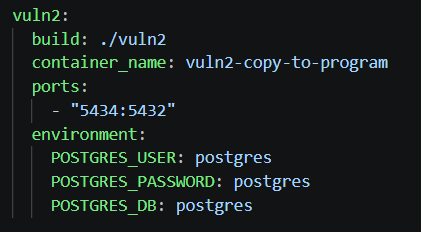 vuln2:
  build: ./vuln2
  container_name: vuln2-copy-to-program
  ports:
    - "5434:5432"
  environment:
    POSTGRES_USER: postgres
    POSTGRES_PASSWORD: postgres
    POSTGRES_DB: postgres